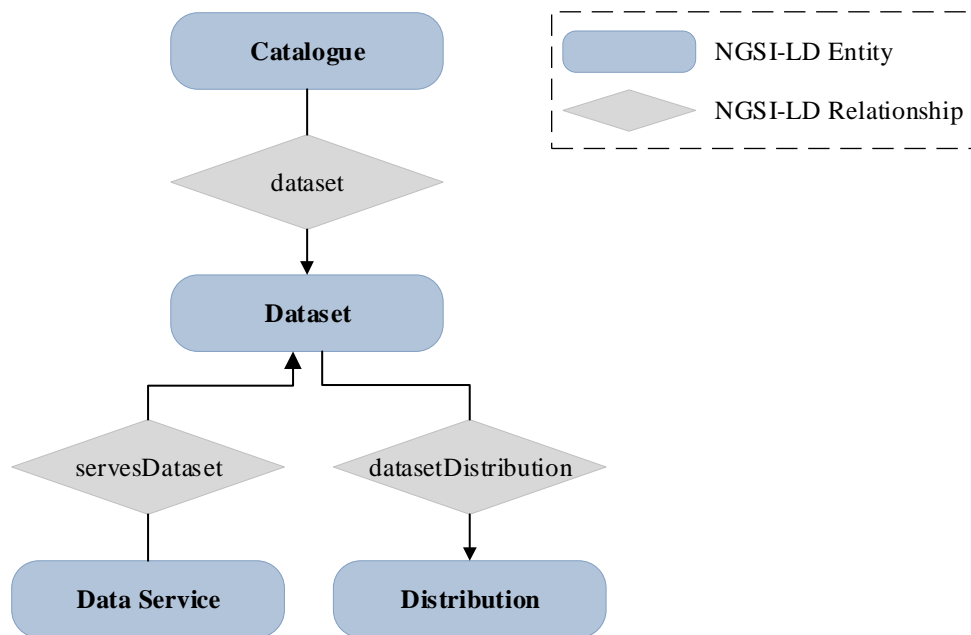 Catalogue
NGSI-LD Entity
NGSI-LD Relationship
dataset
Dataset
servesDataset
datasetDistribution
Data Service
Distribution